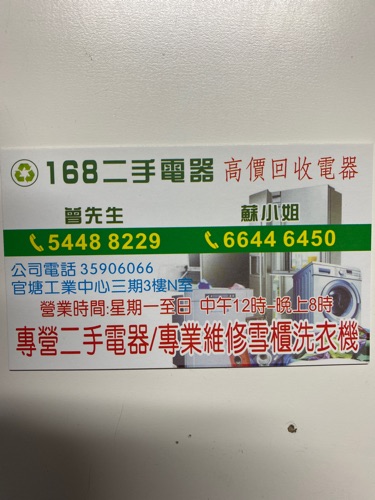 168二手電器 高價回收電器
曾先生 蘇小姐
5448 8229 6644 6450
公司電話 35906066
官塘工業中心三期3樓N室
營業時間:星期一至日 中午12時-晚上8時
專營二手電器/專業維修雪櫃洗衣機